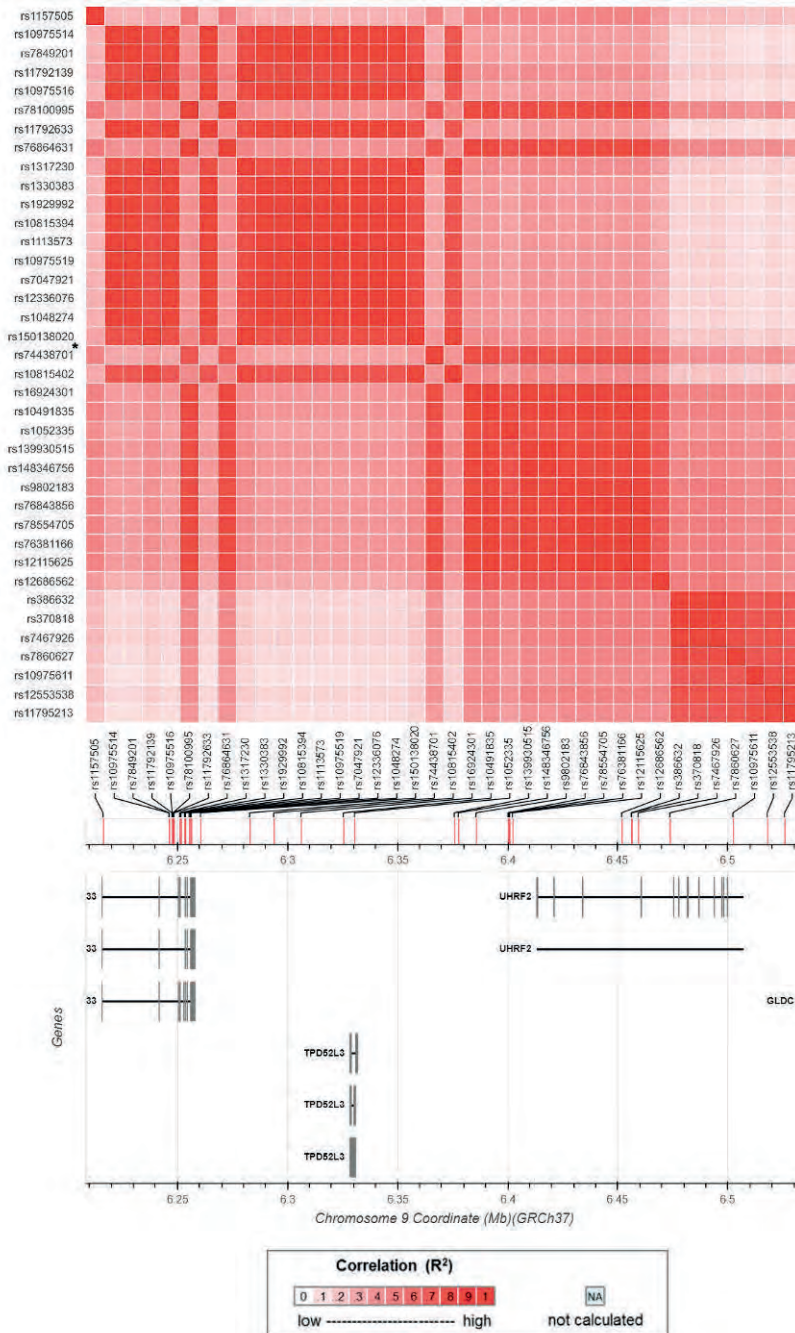 rs1157505
rs10975514
rs7849201
rs11792139
rs10975516
rs78100995
rs11792633
rs76864631
rs1317230
rs1330383
rs1929992
rs10815394
rs1113573
rs10975519
rs7047921
rs12336076
rs1048274
rs150138020
*
rs74438701
rs10815402
rs16924301
rs10491835
rs1052335
rs139930515
rs148346756
rs9802183
rs76843856
rs78554705
rs76381166
rs12115625
rs12686562
rs386632
rs370818
rs7467926
rs7860627
rs10975611
rs12553538
rs11795213
rs1157505
rs10975514
rs7849201
rs11792139
rs10975516
rs78100995
rs11792633
rs76864631
rs1317230
rs1330383
rs1929992
rs10815394
rs1113573
rs10975519
rs7047921
rs12336076
rs1048274
rs150138020
rs74438701
rs10815402
rs16924301
rs10491835
rs1052335
rs139930515
rs148346756
rs9802183
rs76843856
rs78554705
rs76381166
rs12115625
rs12686562
rs386632
rs370818
rs7467926
rs7860627
rs10975611
rs12553538
rs11795213
6.25 6.3 6.35 6.4 6.45 6.5
33 UHRF2
33 UHRF2
33 GLDC
Genes
TPD52L3
TPD52L3
TPD52L3
6.25 6.3 6.35 6.4 6.45 6.5
Chromosome 9 Coordinate (Mb)(GRCh37)
Correlation (R²)
0 .1 .2 .3 .4 .5 .6 .7 .8 .9 1 NA
low ------------------------- high not calculated